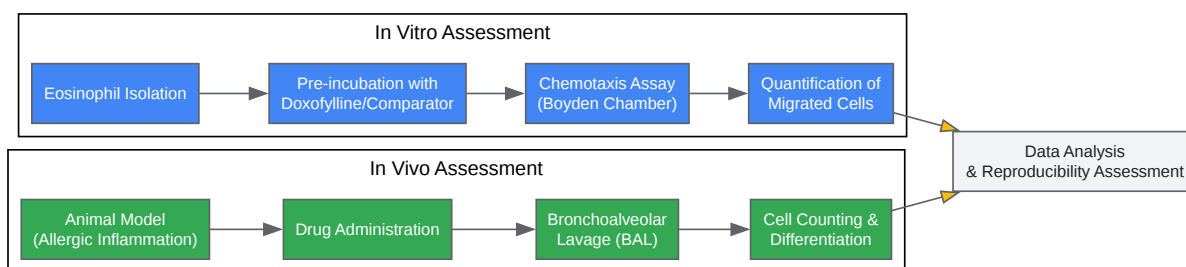 In Vitro Assessment
Eosinophil Isolation
Pre-incubation with
Doxofylline/Comparator
Chemotaxis Assay
(Boyden Chamber)
Quantification of
Migrated Cells
In Vivo Assessment
Animal Model
(Allergic Inflammation)
Drug Administration
Bronchoalveolar
Lavage (BAL)
Cell Counting &
Differentiation
Data Analysis
& Reproducibility Assessment